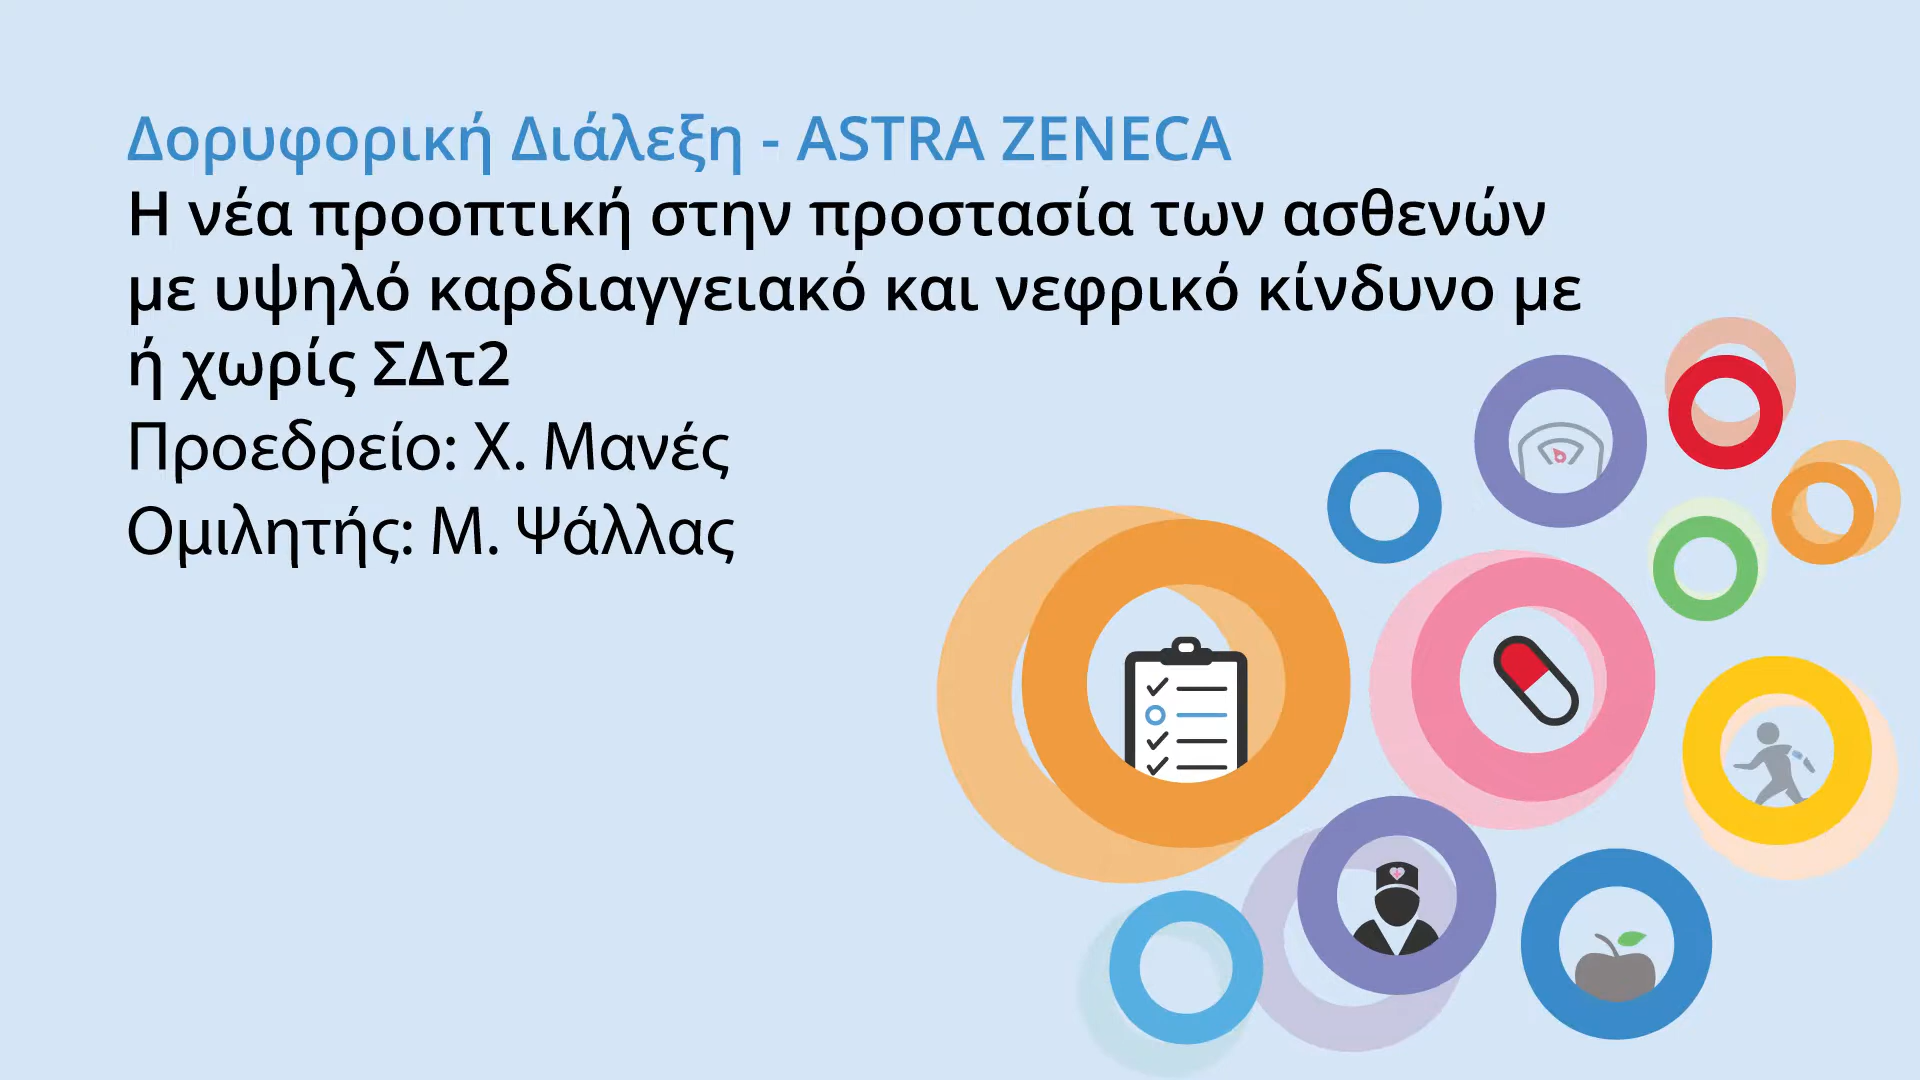 Δορυφορική Διάλεξη - ASTRA ZENECA
Η νέα προοπτική στην προστασία των ασθενών
με υψηλό καρδιαγγειακό και νεφρικό κίνδυνο με
ή χωρίς ΣΔτ2
Προεδρείο: Χ. Μανές
Ομιλητής: Μ. Ψάλλας